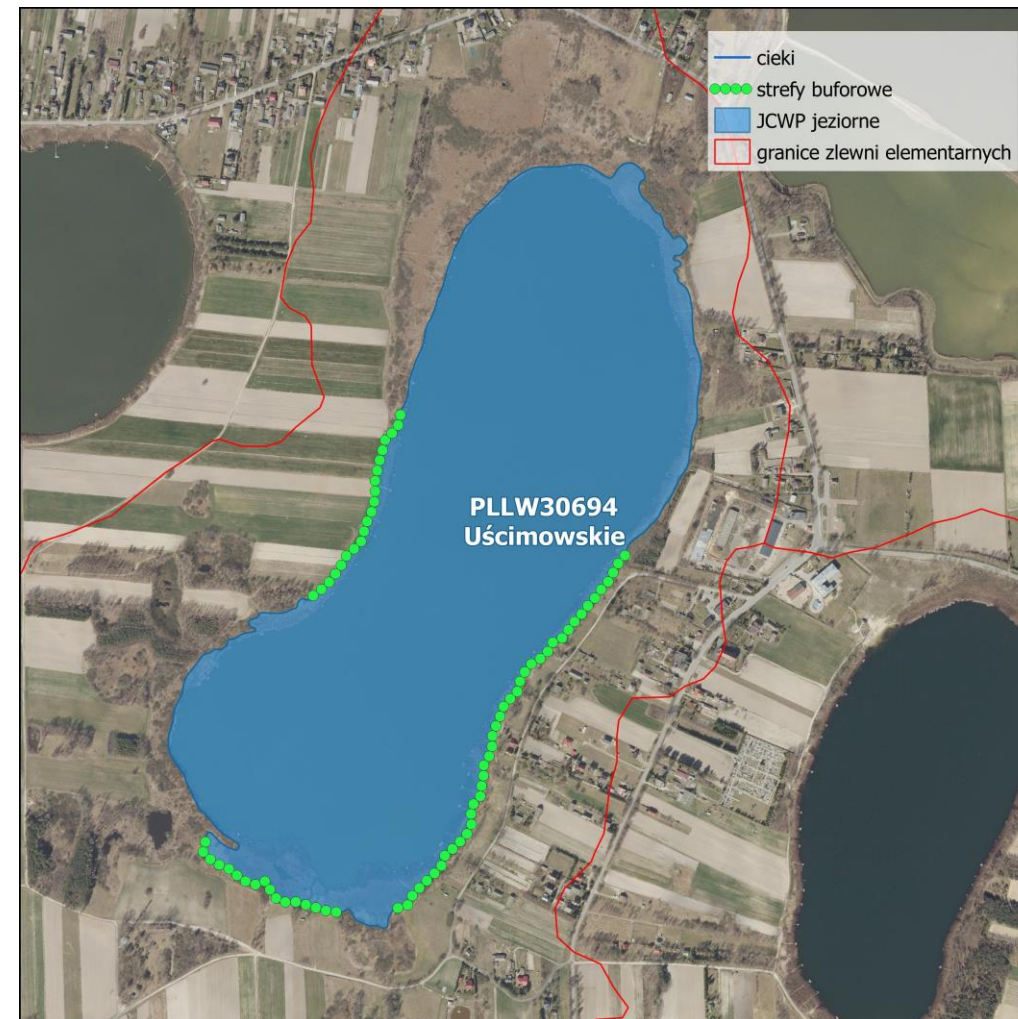 cieki
strefy buforowe
JCWP jeziorne
granice zlewni elementarnych
PLLW30694
Uścimowskie